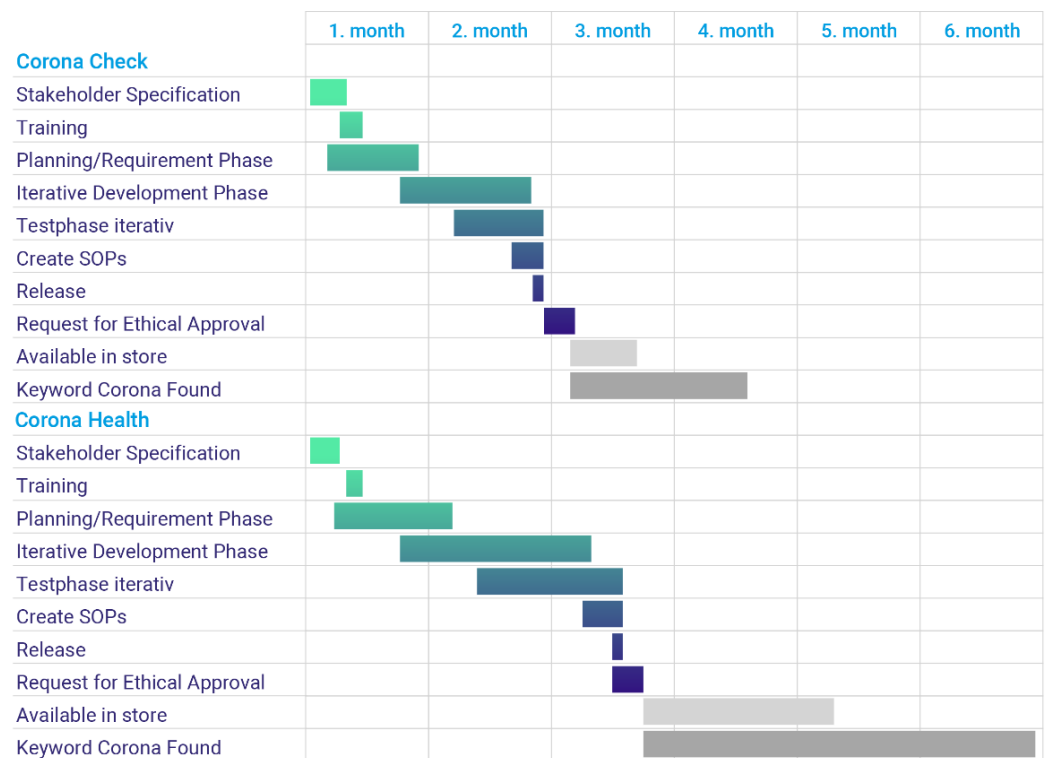 1. month 2. month 3. month 4. month 5. month 6. month
Corona Check
Stakeholder Specification
Training
Planning/Requirement Phase
Iterative Development Phase
Testphase iterativ
Create SOPs
Release
Request for Ethical Approval
Available in store
Keyword Corona Found
Corona Health
Stakeholder Specification
Training
Planning/Requirement Phase
Iterative Development Phase
Testphase iterativ
Create SOPs
Release
Request for Ethical Approval
Available in store
Keyword Corona Found